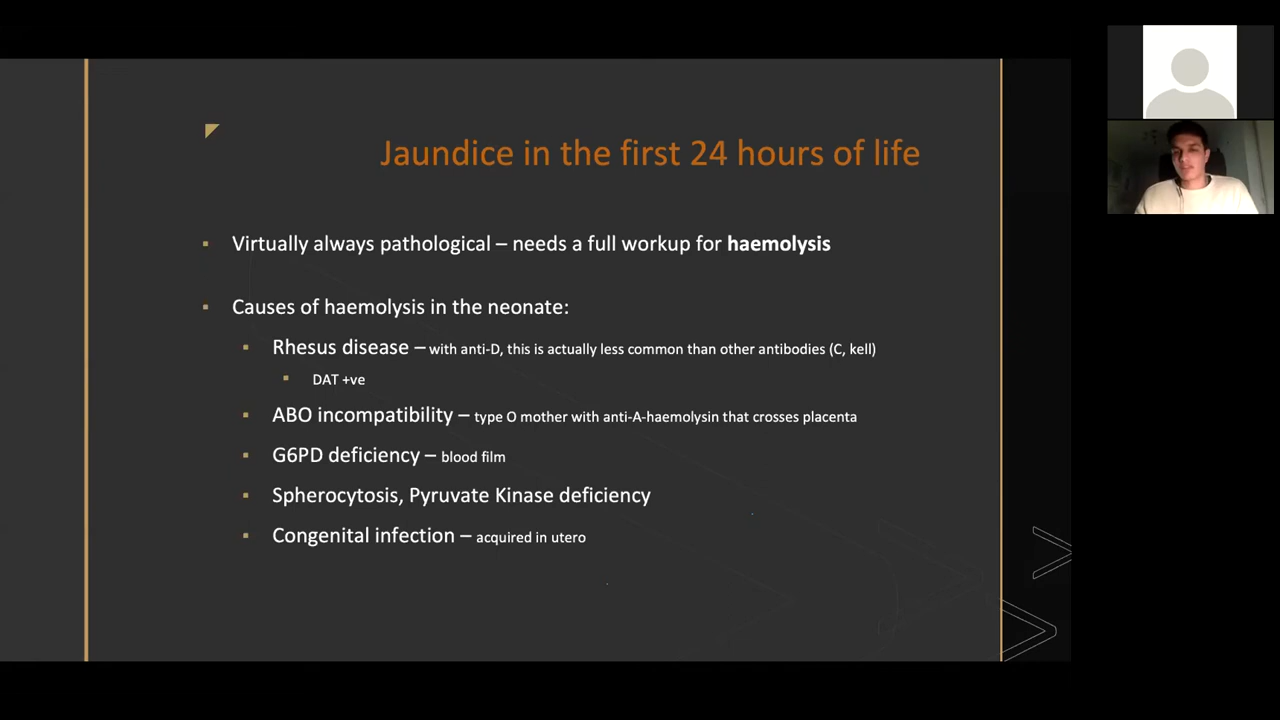 Jaundice in the first 24 hours of life
▪ Virtually always pathological – needs a full workup for haemolysis
▪ Causes of haemolysis in the neonate:
▪ Rhesus disease – with anti-D, this is actually less common than other antibodies (C, kell)
▪ DAT +ve
▪ ABO incompatibility – type O mother with anti-A-haemolysin that crosses placenta
▪ G6PD deficiency – blood film
▪ Spherocytosis, Pyruvate Kinase deficiency
▪ Congenital infection – acquired in utero